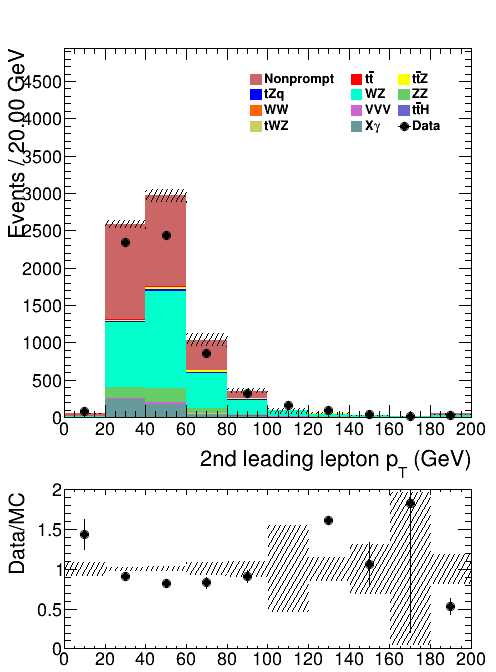 Events / 20.00 GeV
4500
4000
3500
3000
2500
2000
1500
1000
500
0
Nonprompt
tt̄
tt̄Z
tZq
WZ
ZZ
WW
VVV
tt̄H
tWZ
Xγ
Data
0 20 40 60 80 100 120 140 160 180 200
2nd leading lepton p_T (GeV)
Data/MC
2
1.5
1
0.5
0
0 20 40 60 80 100 120 140 160 180 200